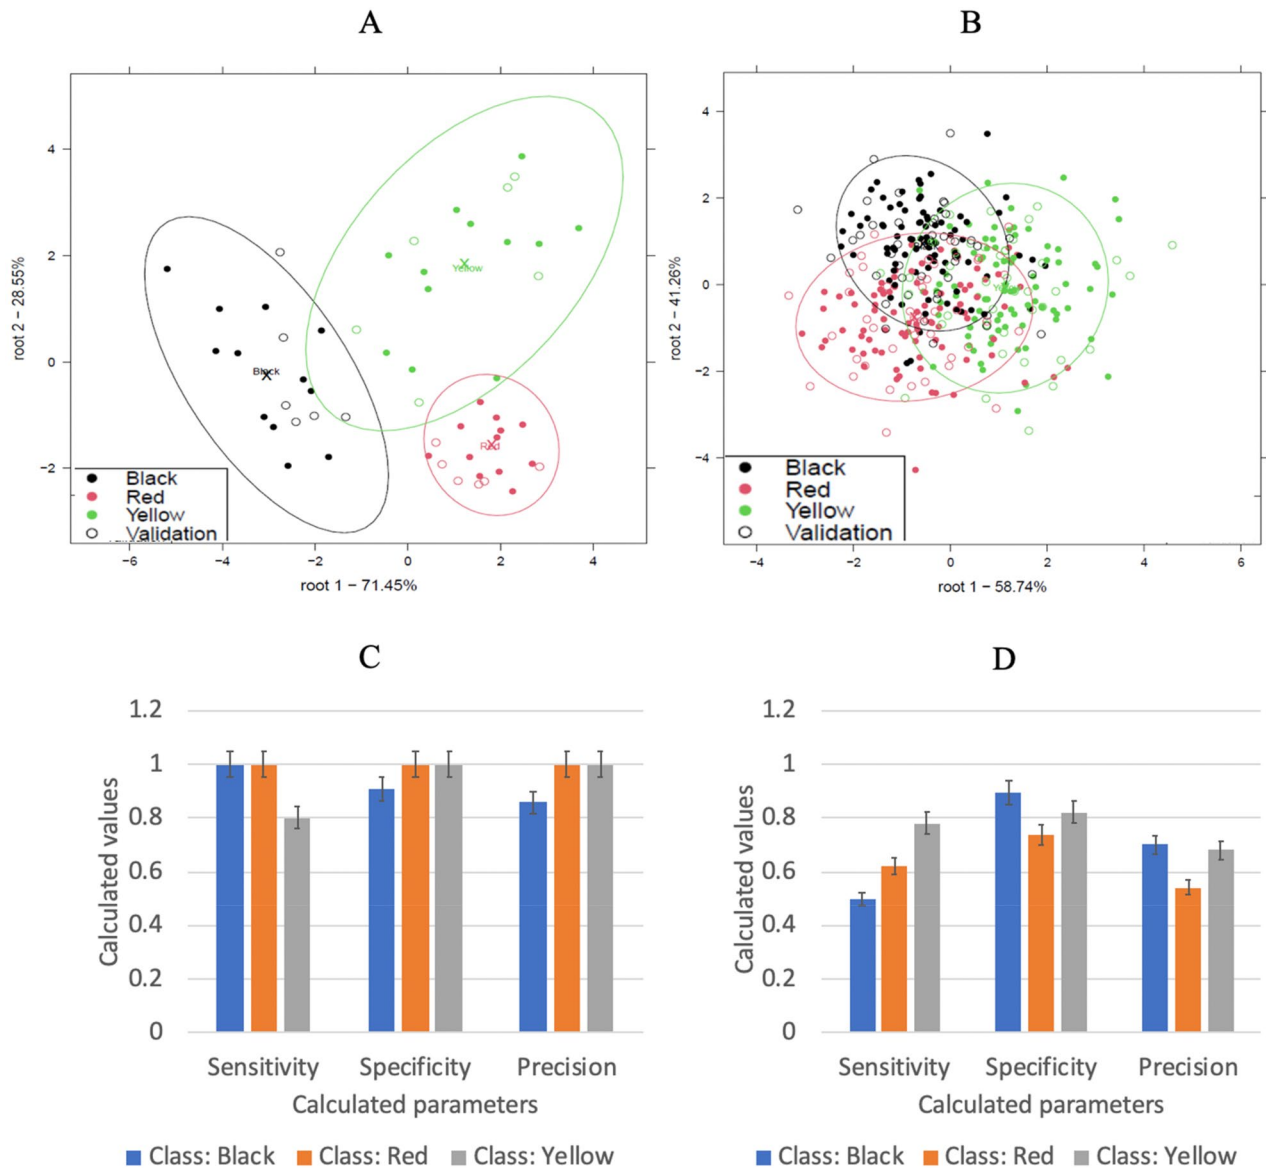 A
B
4
2
0
−2
root 2 − 28.55%
Yellow
Black
Red
Black
Red
Yellow
Validation
−6
−4
−2
0
2
4
root 1 − 71.45%
4
2
0
−2
−4
root 2 − 41.26%
Black
Red
Yellow
Validation
−4
−2
0
2
4
6
root 1 − 58.74%
C
D
1.2
1
0.8
0.6
0.4
0.2
0
Calculated values
Sensitivity
Specificity
Precision
Calculated parameters
Class: Black
Class: Red
Class: Yellow
1.2
1
0.8
0.6
0.4
0.2
0
Calculated values
Sensitivity
Specificity
Precision
Calculated parameters
Class: Black
Class: Red
Class: Yellow